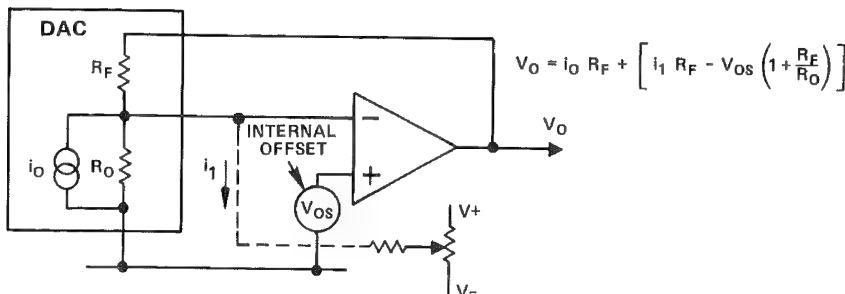 DAC
R_F
V_O = i_O R_F + [ i_1 R_F - V_OS ( 1 + R_F/R_O ) ]
V_O
INTERNAL
OFFSET
i_O
R_O
i_1
−
+
V_OS
V+